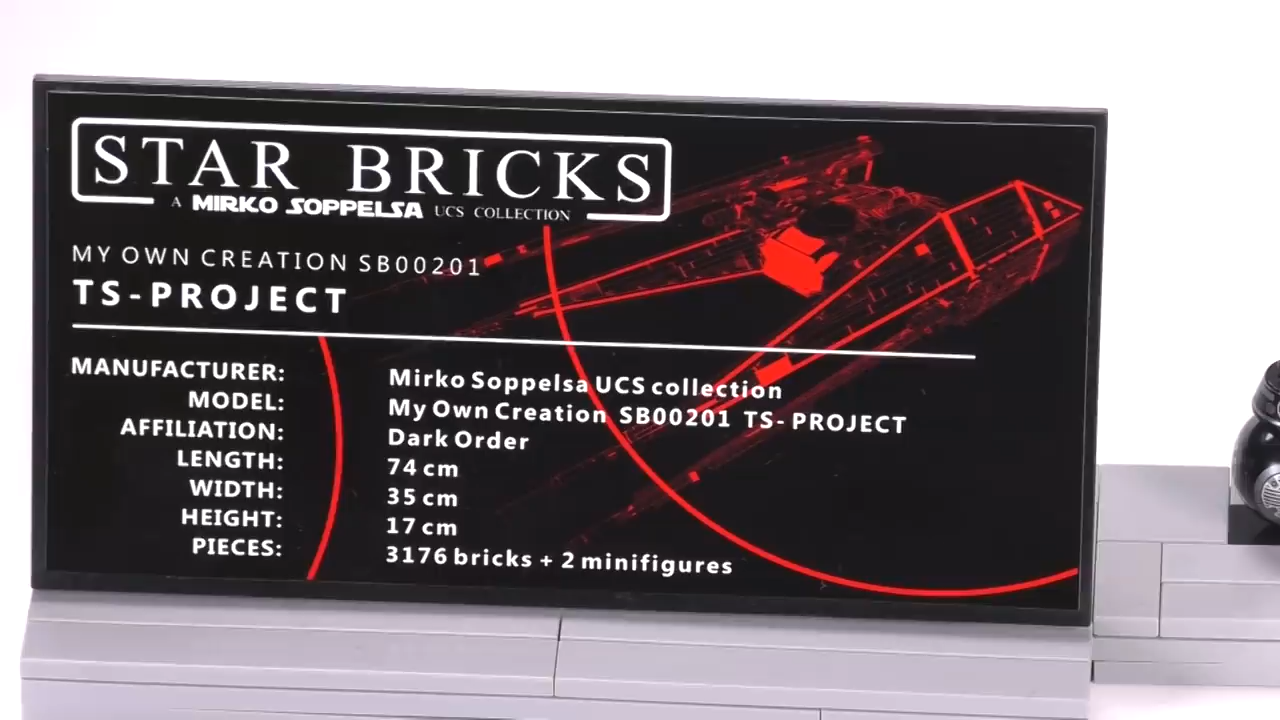 STAR BRICKS
A MIRKO SOPPELSA UCS COLLECTION
MY OWN CREATION SB00201
TS-PROJECT
MANUFACTURER: Mirko Soppelsa UCS collection
MODEL: My Own Creation SB00201 TS- PROJECT
AFFILIATION: Dark Order
LENGTH: 74 cm
WIDTH: 35 cm
HEIGHT: 17 cm
PIECES: 3176 bricks + 2 minifigures